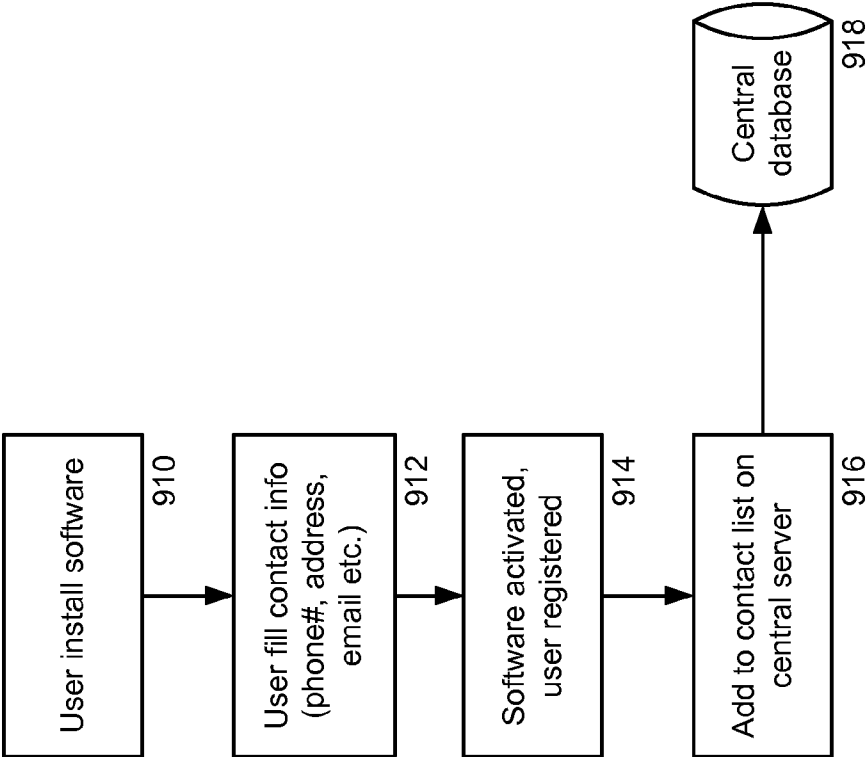 User install software
910
User fill contact info
(phone#, address,
email etc.)
912
Software activated,
user registered
914
Add to contact list on
central server
916
Central
database
918